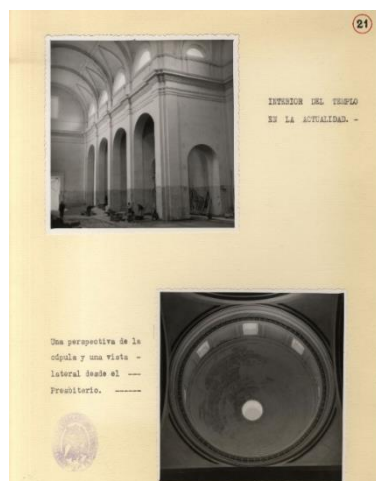 21
INTERIOR DEL TEMPLO
EN LA ACTUALIDAD. -
Una perspectiva de la
cúpula y una vista -
lateral desde el ---
Presbiterio. ------